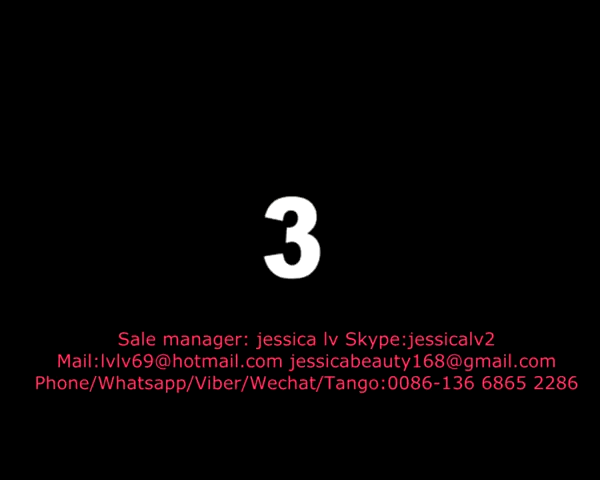 3
Sale manager: jessica lv Skype:jessicalv2
Mail:lvlv69@hotmail.com jessicabeauty168@gmail.com
Phone/Whatsapp/Viber/Wechat/Tango:0086-136 6865 2286